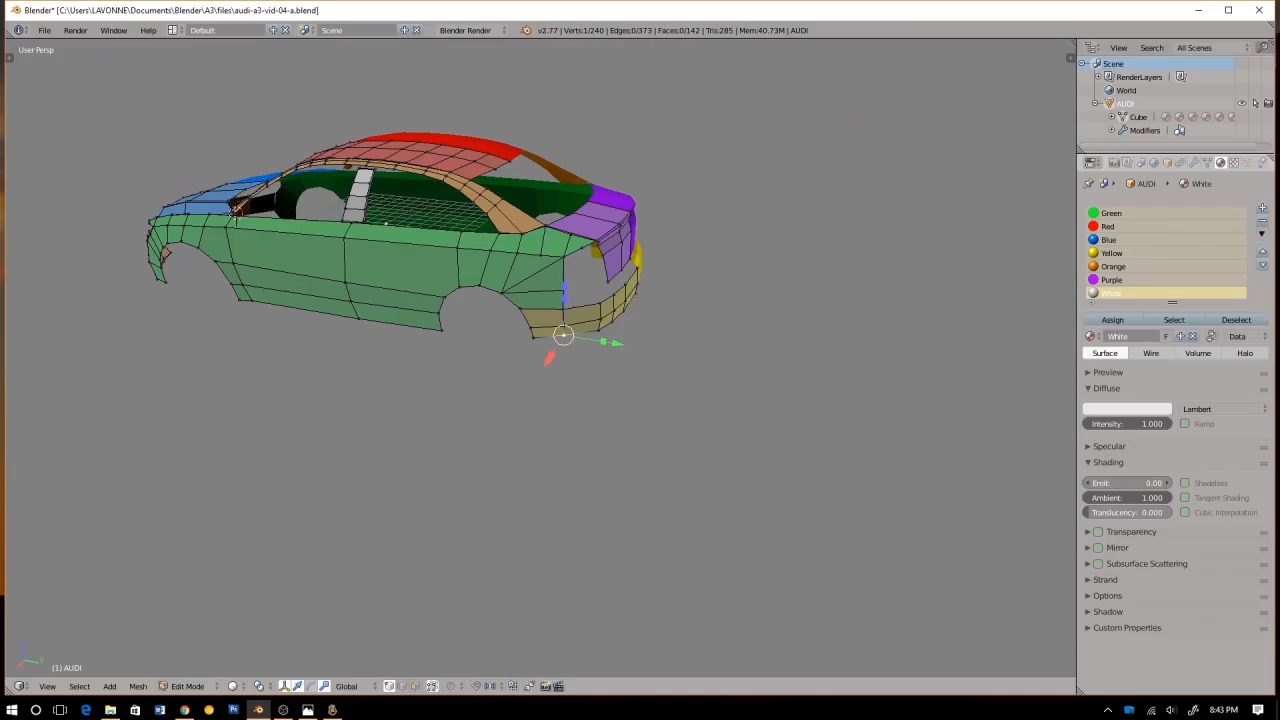 Blender* [C:\Users\LAVONNE\Documents\Blender\A3\files\audi-a3-vid-04-a.blend]
File Render Window Help Default Scene Blender Render v2.77 | Verts:1/240 | Edges:0/373 | Faces:0/142 | Tris:285 | Mem:40.73M | AUDI
User Persp
View Search All Scenes
Scene
RenderLayers |
World
AUDI
Cube
Modifiers
AUDI White
Green
Red
Blue
Yellow
Orange
Purple
White
Assign Select Deselect
White F Data
Surface Wire Volume Halo
Preview
Diffuse
Lambert
Intensity: 1.000 Ramp
Specular
Shading
Emit: 0.00 Shadeless
Ambient: 1.000 Tangent Shading
Translucency: 0.000 Cubic Interpolation
Transparency
Mirror
Subsurface Scattering
Strand
Options
Shadow
Custom Properties
(1) AUDI
View Select Add Mesh Edit Mode Global
8:43 PM